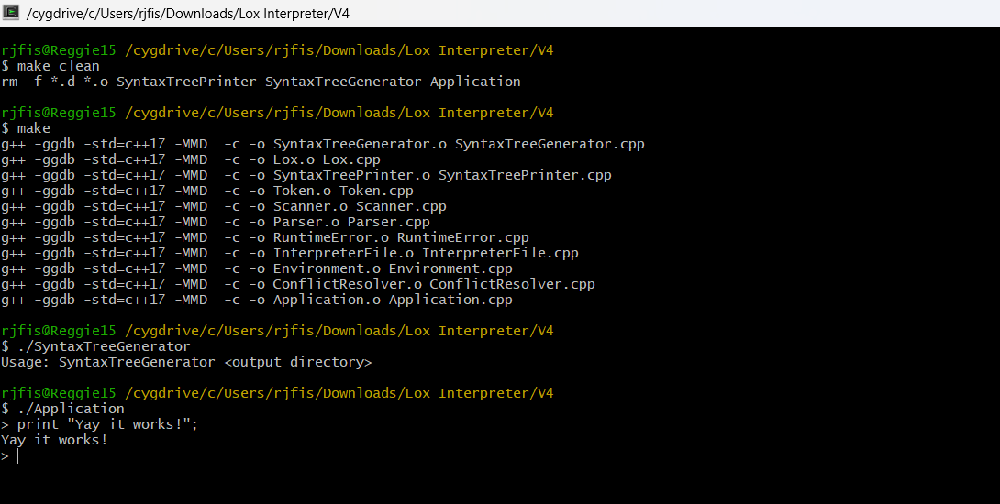 /cygdrive/c/Users/rjfis/Downloads/Lox Interpreter/V4
rjfis@Reggie15 /cygdrive/c/Users/rjfis/Downloads/Lox Interpreter/V4
$ make clean
rm -f *.d *.o SyntaxTreePrinter SyntaxTreeGenerator Application
rjfis@Reggie15 /cygdrive/c/Users/rjfis/Downloads/Lox Interpreter/V4
$ make
g++ -ggdb -std=c++17 -MMD  -c -o SyntaxTreeGenerator.o SyntaxTreeGenerator.cpp
g++ -ggdb -std=c++17 -MMD  -c -o Lox.o Lox.cpp
g++ -ggdb -std=c++17 -MMD  -c -o SyntaxTreePrinter.o SyntaxTreePrinter.cpp
g++ -ggdb -std=c++17 -MMD  -c -o Token.o Token.cpp
g++ -ggdb -std=c++17 -MMD  -c -o Scanner.o Scanner.cpp
g++ -ggdb -std=c++17 -MMD  -c -o Parser.o Parser.cpp
g++ -ggdb -std=c++17 -MMD  -c -o RuntimeError.o RuntimeError.cpp
g++ -ggdb -std=c++17 -MMD  -c -o InterpreterFile.o InterpreterFile.cpp
g++ -ggdb -std=c++17 -MMD  -c -o Environment.o Environment.cpp
g++ -ggdb -std=c++17 -MMD  -c -o ConflictResolver.o ConflictResolver.cpp
g++ -ggdb -std=c++17 -MMD  -c -o Application.o Application.cpp
rjfis@Reggie15 /cygdrive/c/Users/rjfis/Downloads/Lox Interpreter/V4
$ ./SyntaxTreeGenerator
Usage: SyntaxTreeGenerator <output directory>
rjfis@Reggie15 /cygdrive/c/Users/rjfis/Downloads/Lox Interpreter/V4
$ ./Application
> print "Yay it works!";
Yay it works!
>